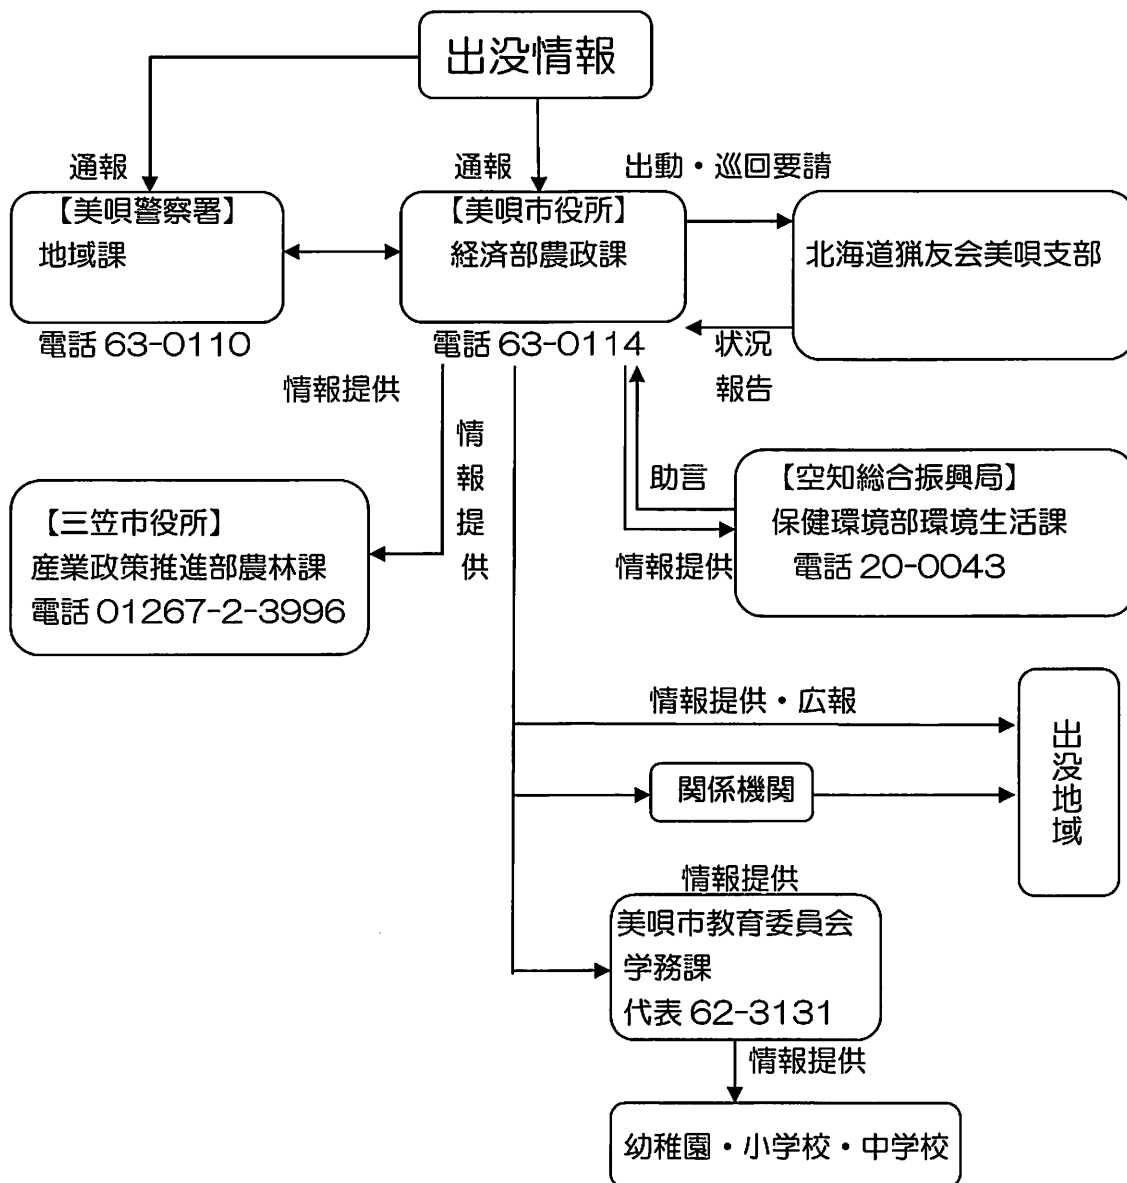 出没情報
通報
通報
出動・巡回要請
【美唄警察署】
地域課
電話 63-0110
【美唄市役所】
経済部農政課
電話 63-0114
北海道猟友会美唄支部
状況
報告
情報提供
情報提供
助言
情報提供
【三笠市役所】
産業政策推進部農林課
電話 01267-2-3996
【空知総合振興局】
保健環境部環境生活課
電話 20-0043
情報提供・広報
関係機関
出没地域
情報提供
美唄市教育委員会
学務課
代表 62-3131
情報提供
幼稚園・小学校・中学校